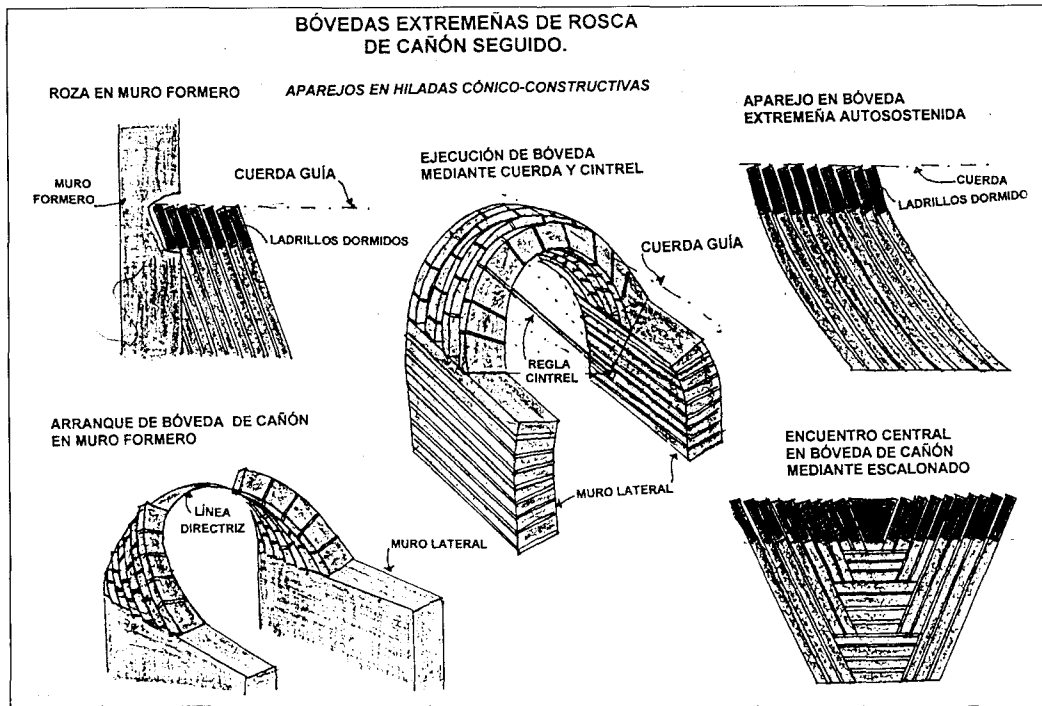 BÓVEDAS EXTREMEÑAS DE ROSCA
DE CAÑÓN SEGUIDO.
ROZA EN MURO FORMERO
APAREJOS EN HILADAS CÓNICO-CONSTRUCTIVAS
APAREJO EN BÓVEDA
EXTREMEÑA AUTOSOSTENIDA
MURO
FORMERO
CUERDA GUÍA
LADRILLOS DORMIDOS
EJECUCIÓN DE BÓVEDA
MEDIANTE CUERDA Y CINTREL
CUERDA GUÍA
REGLA
CINTREL
MURO LATERAL
CUERDA
LADRILLOS DORMIDO
ARRANQUE DE BÓVEDA DE CAÑÓN
EN MURO FORMERO
LÍNEA
DIRECTRIZ
MURO LATERAL
ENCUENTRO CENTRAL
EN BÓVEDA DE CAÑÓN
MEDIANTE ESCALONADO